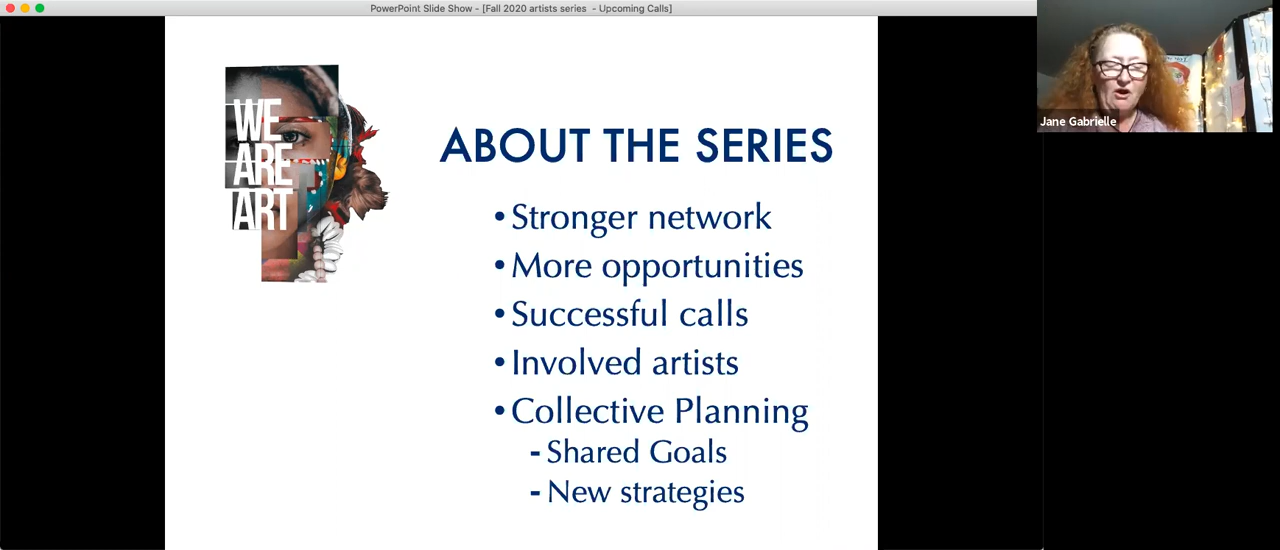 PowerPoint Slide Show - [Fall 2020 artists series - Upcoming Calls]
WE
ARE
ART
ABOUT THE SERIES
• Stronger network
• More opportunities
• Successful calls
• Involved artists
• Collective Planning
- Shared Goals
- New strategies
Jane Gabrielle